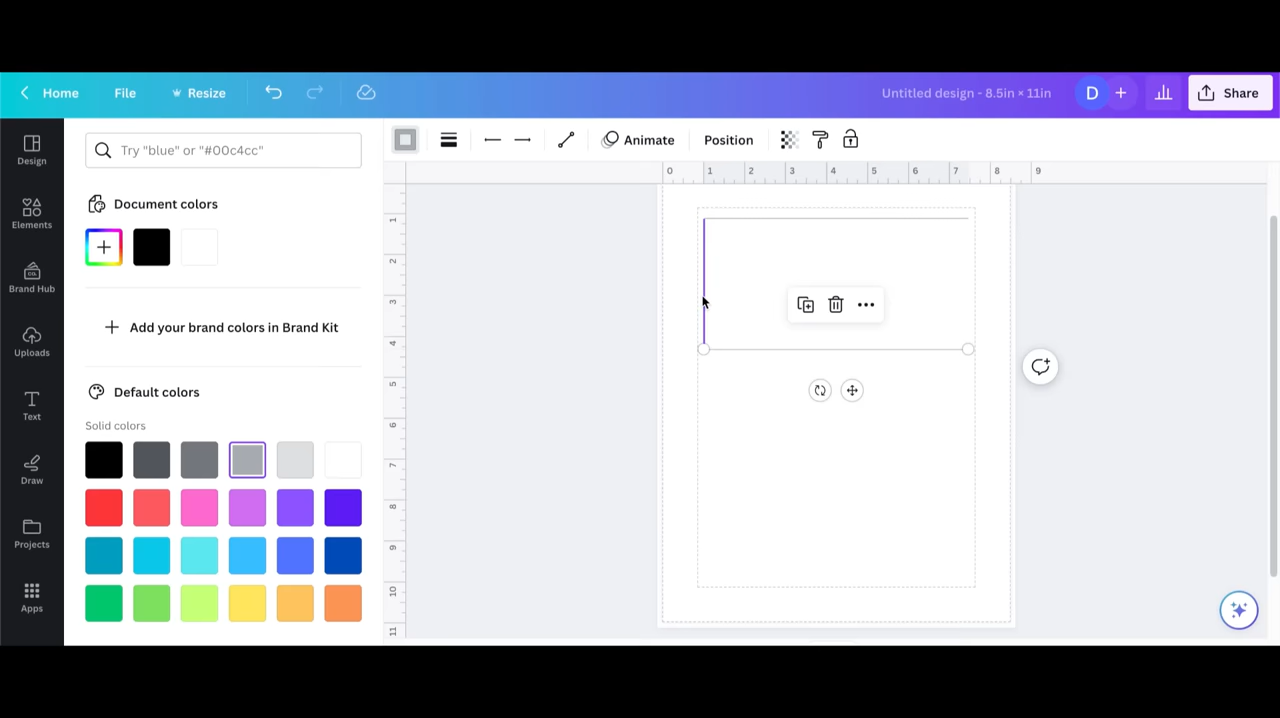 Home File Resize Untitled design - 8.5in × 11in D + Share
Design
Elements
Brand Hub
Uploads
Text
Draw
Projects
Apps
Try "blue" or "#00c4cc"
Document colors
Add your brand colors in Brand Kit
Default colors
Solid colors
Animate Position
0 1 2 3 4 5 6 7 8 9
1
2
3
4
5
6
7
8
9
10
11